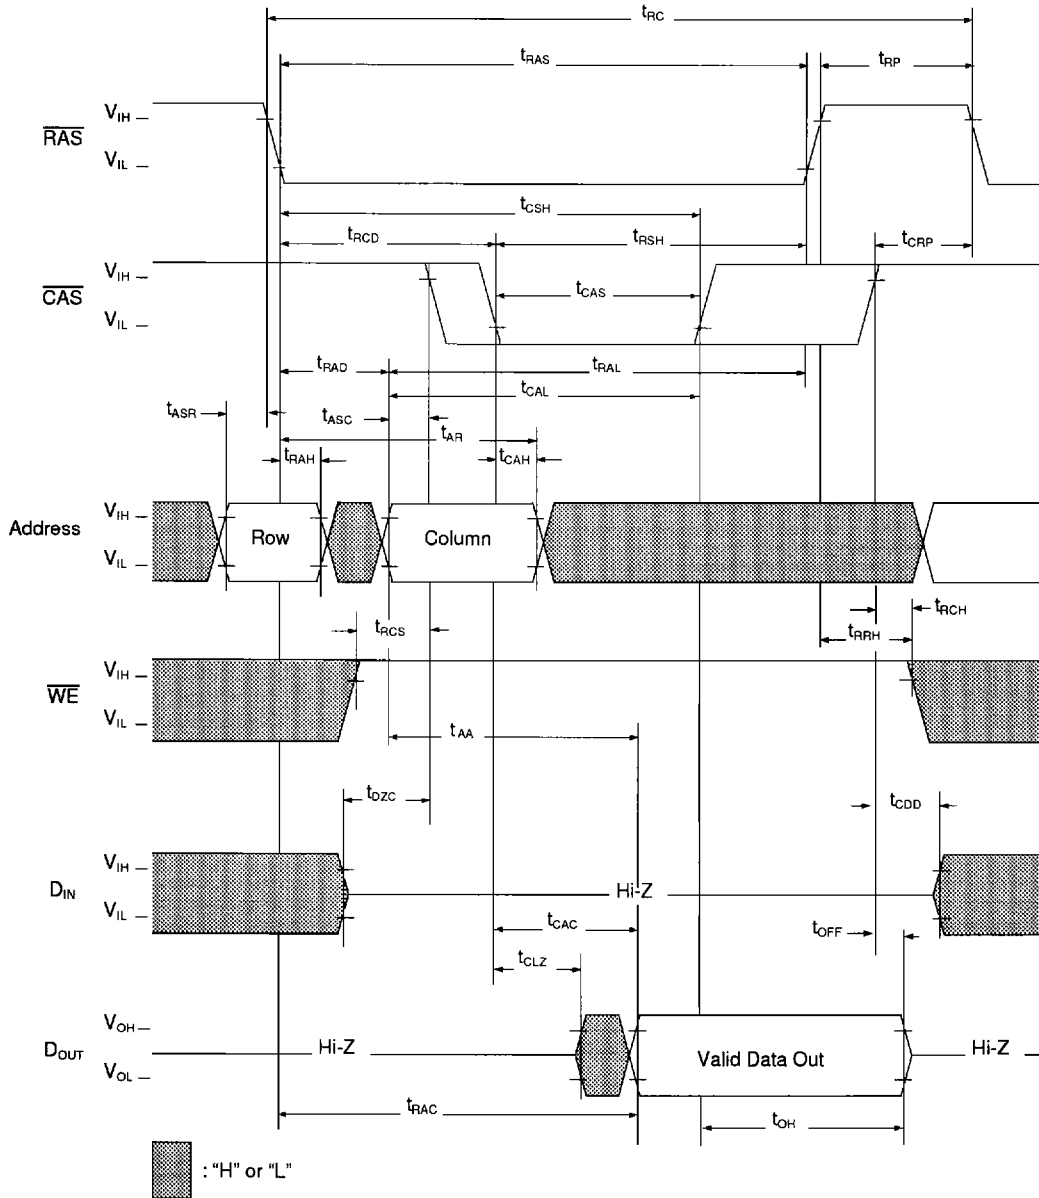 tRC
tRAS
tRP
RAS
VIH
VIL
tCSH
tRCD
tRSH
tCRP
CAS
VIH
VIL
tCAS
tRAD
tRAL
tCAL
tASR
tASC
tAR
tRAH
tCAH
Address
VIH
VIL
Row
Column
tRCH
tRCS
tRRH
WE
VIH
VIL
tAA
tDZC
tCDD
DIN
VIH
VIL
Hi-Z
tCAC
tOFF
tCLZ
DOUT
VOH
VOL
Hi-Z
Valid Data Out
Hi-Z
tRAC
tOH
: "H" or "L"